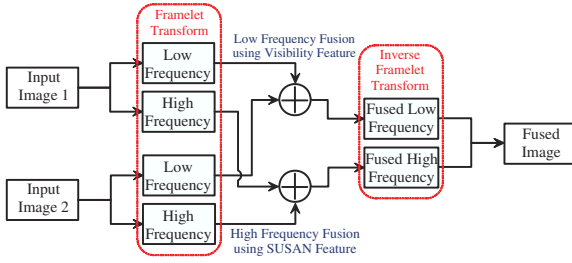 Framelet
Transform
Low Frequency Fusion
using Visibility Feature
Input
Image 1
Low
Frequency
High
Frequency
Inverse
Framelet
Transform
Fused Low
Frequency
Fused High
Frequency
Fused
Image
Input
Image 2
Low
Frequency
High
Frequency
High Frequency Fusion
using SUSAN Feature